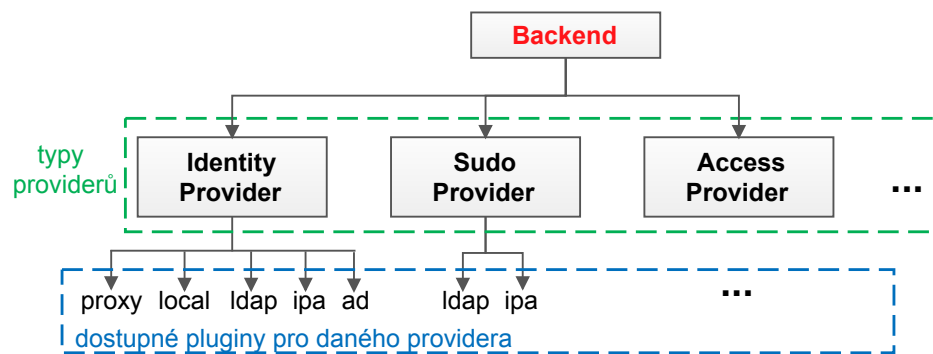 Backend
typy
providerů
Identity
Provider
Sudo
Provider
Access
Provider
...
proxy local ldap ipa ad ldap ipa ...
dostupné pluginy pro daného providera